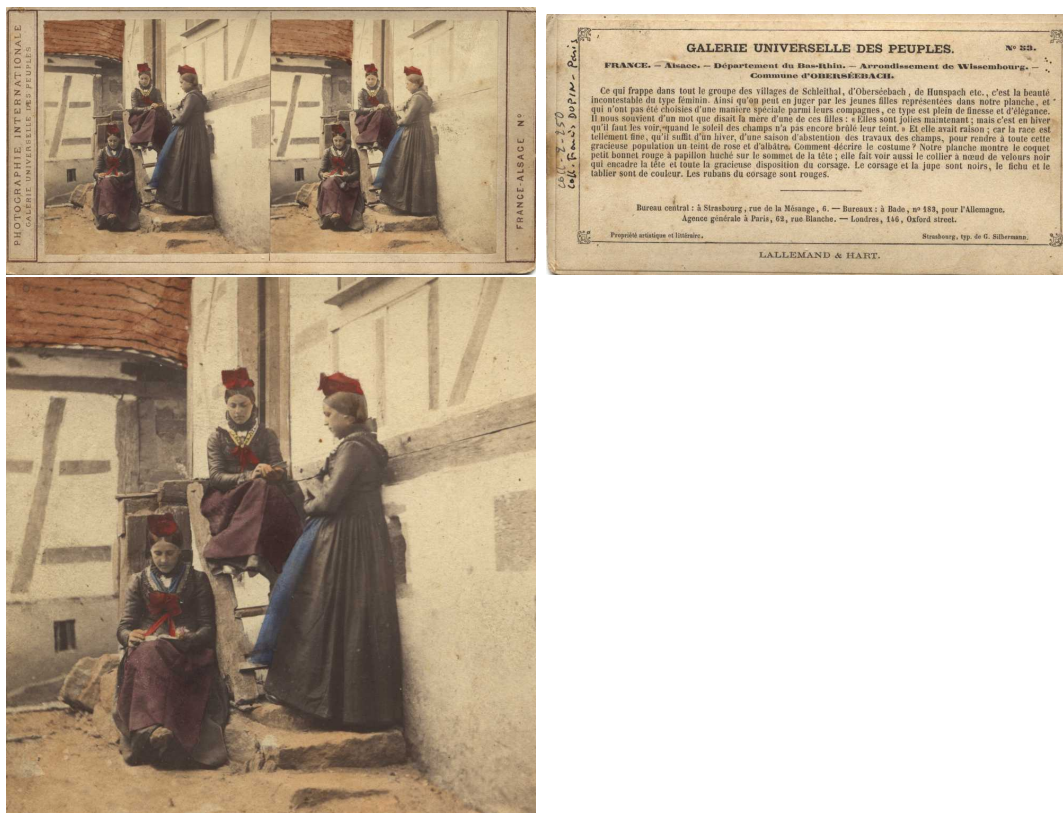 PHOTOGRAPHIE INTERNATIONALE
GALERIE UNIVERSELLE DES PEUPLES.
FRANCE-ALSACE Nº
COLL-2-250
Coll. Francis DUPIN - Paris
GALERIE UNIVERSELLE DES PEUPLES. Nº 53.
FRANCE. — Alsace. — Département du Bas-Rhin. — Arrondissement de Wissembourg. —
Commune d'OBERSÉEBACH.
Ce qui frappe dans tout le groupe des villages de Schleithal, d'Oberséebach, de Hunspach etc., c'est la beauté
incontestable du type féminin. Ainsi qu'on peut en juger par les jeunes filles représentées dans notre planche, et
qui n'ont pas été choisies d'une manière spéciale parmi leurs compagnes, ce type est plein de finesse et d'élégance.
Il nous souvient d'un mot que disait la mère d'une de ces filles : « Elles sont jolies maintenant ; mais c'est en hiver
qu'il faut les voir, quand le soleil des champs n'a pas encore brûlé leur teint. » Et elle avait raison ; car la race est
tellement fine, qu'il suffit d'un hiver, d'une saison d'abstention des travaux des champs, pour rendre à toute cette
gracieuse population un teint de rose et d'albâtre. Comment décrire le costume ? Notre planche montre le coquet
petit bonnet rouge à papillon huché sur le sommet de la tête ; elle fait voir aussi le collier à nœud de velours noir
qui encadre la tête et toute la gracieuse disposition du corsage. Le corsage et la jupe sont noirs, le fichu et le
tablier sont de couleur. Les rubans du corsage sont rouges.
Bureau central : à Strasbourg, rue de la Mésange, 6. — Bureaux : à Bade, nº 183, pour l'Allemagne.
Agence générale à Paris, 62, rue Blanche. — Londres, 146, Oxford street.
Propriété artistique et littéraire. Strasbourg, typ. de G. Silbermann.
LALLEMAND & HART.